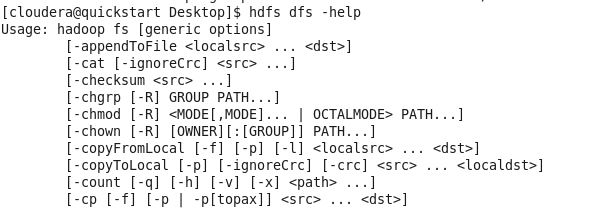 [cloudera@quickstart Desktop]$ hdfs dfs -help
Usage: hadoop fs [generic options]
[-appendToFile <localsrc> ... <dst>]
[-cat [-ignoreCrc] <src> ...]
[-checksum <src> ...]
[-chgrp [-R] GROUP PATH...]
[-chmod [-R] <MODE[,MODE]... | OCTALMODE> PATH...]
[-chown [-R] [OWNER][:[GROUP]] PATH...]
[-copyFromLocal [-f] [-p] [-l] <localsrc> ... <dst>]
[-copyToLocal [-p] [-ignoreCrc] [-crc] <src> ... <localdst>]
[-count [-q] [-h] [-v] [-x] <path> ...]
[-cp [-f] [-p | -p[topax]] <src> ... <dst>]